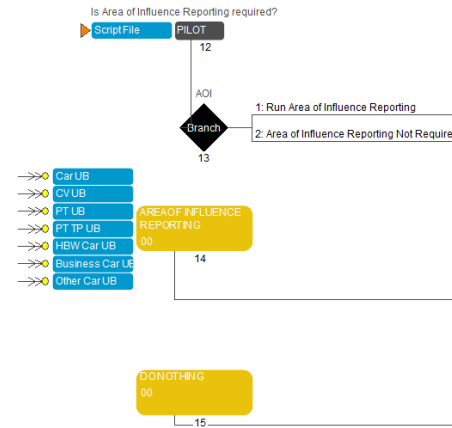 Is Area of Influence Reporting required?
Script File
PILOT
12
AOI
Branch
13
1: Run Area of Influence Reporting
2: Area of Influence Reporting Not Require
Car UB
CV UB
PT UB
PT TP UB
HBW Car UB
Business Car UB
Other Car UB
AREA OF INFLUENCE
REPORTING
00
14
DO NOTHING
00
15